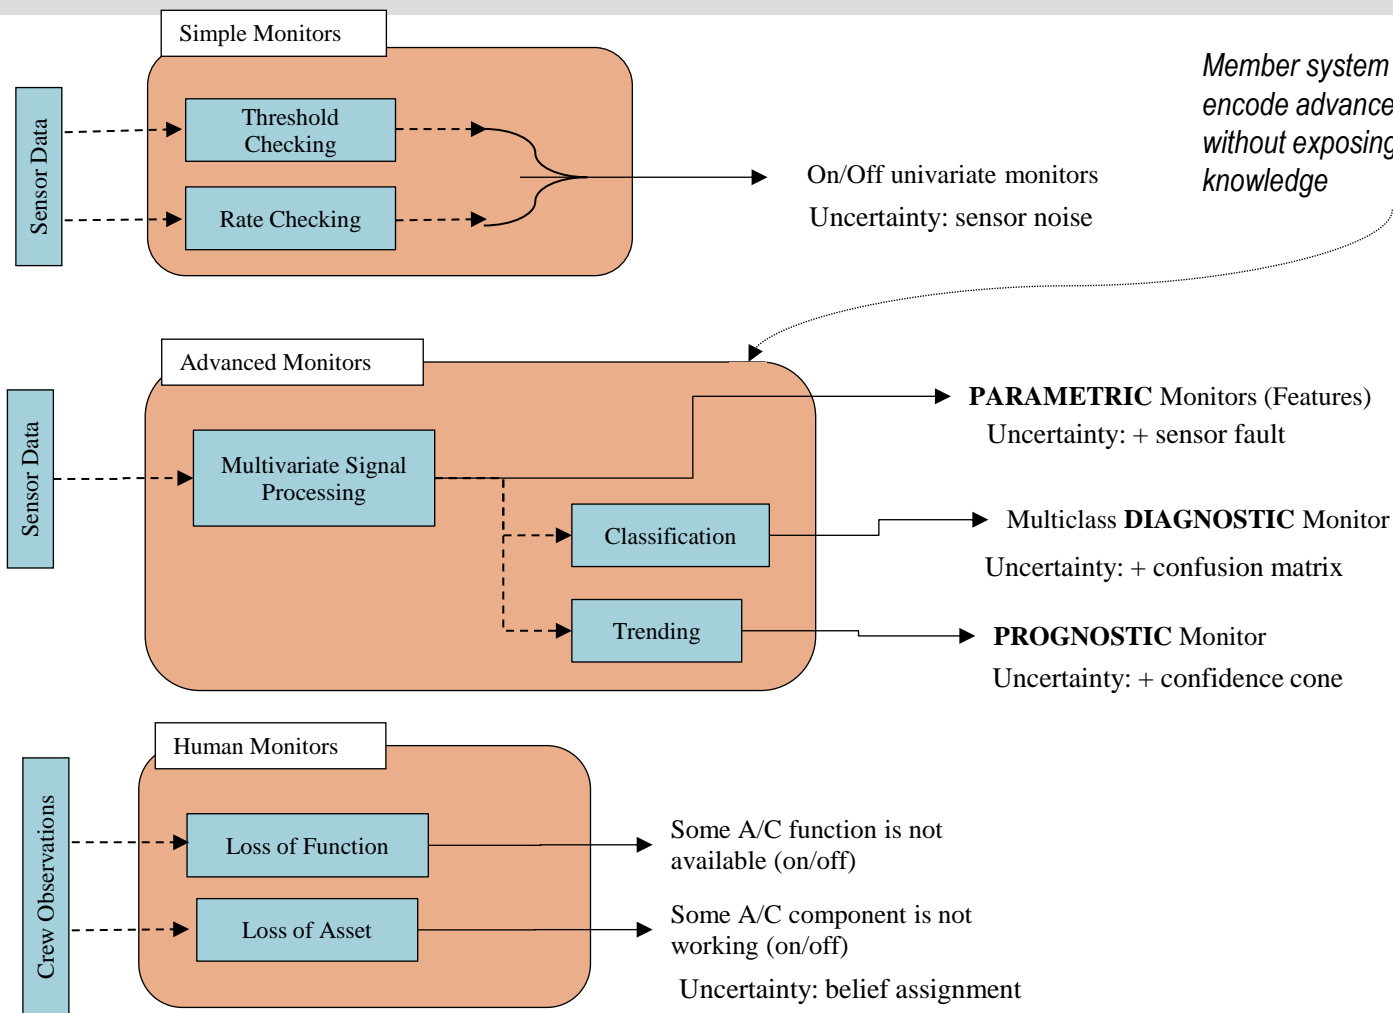 Simple Monitors
Sensor Data
Threshold
Checking
Rate Checking
On/Off univariate monitors
Uncertainty: sensor noise
Member system
encode advance
without exposing
knowledge
Advanced Monitors
Sensor Data
Multivariate Signal
Processing
Classification
Trending
PARAMETRIC Monitors (Features)
Uncertainty: + sensor fault
Multiclass DIAGNOSTIC Monitor
Uncertainty: + confusion matrix
PROGNOSTIC Monitor
Uncertainty: + confidence cone
Human Monitors
Crew Observations
Loss of Function
Loss of Asset
Some A/C function is not
available (on/off)
Some A/C component is not
working (on/off)
Uncertainty: belief assignment